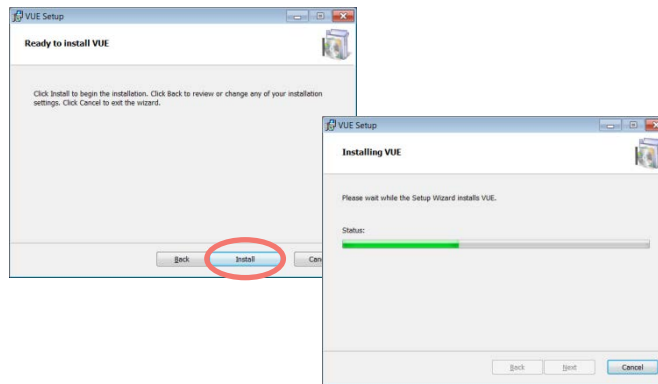 VUE Setup
Ready to install VUE
Click Install to begin the installation. Click Back to review or change any of your installation
settings. Click Cancel to exit the wizard.
Back
Install
Can
VUE Setup
Installing VUE
Please wait while the Setup Wizard installs VUE.
Status:
Back
Next
Cancel